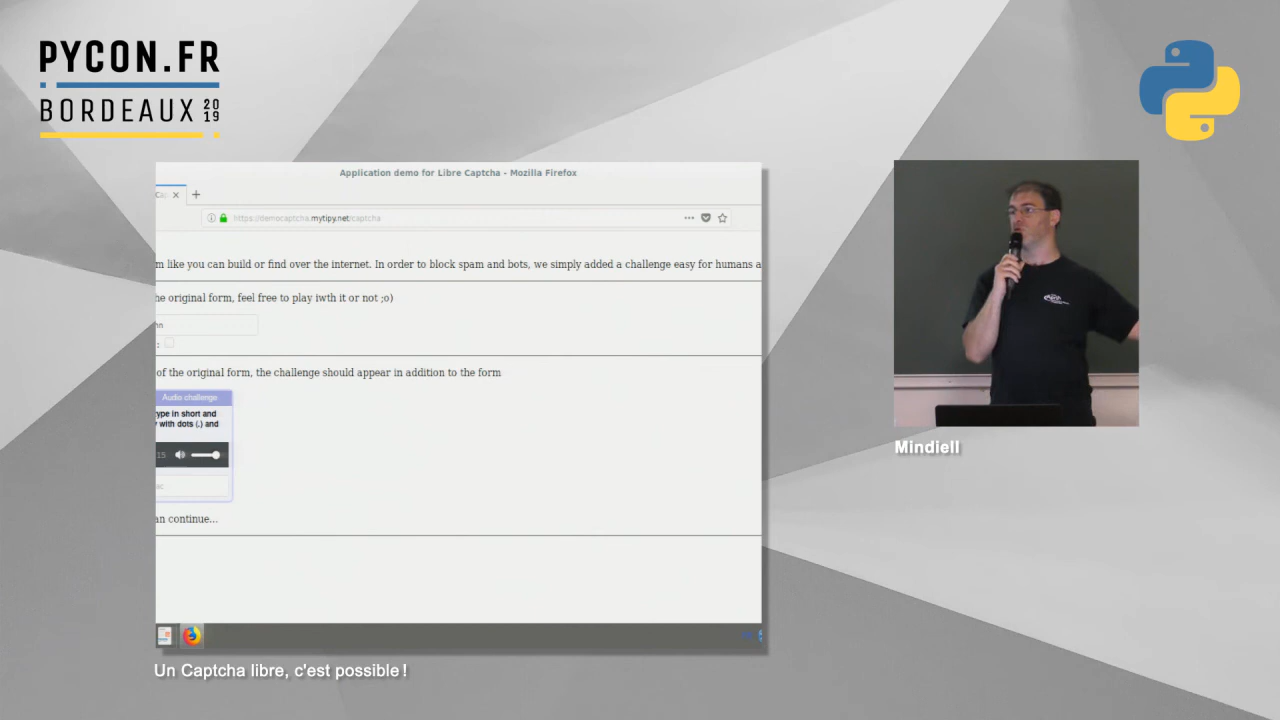 PYCON.FR
BORDEAUX 2019
Application demo for Libre Captcha - Mozilla Firefox
https://democaptcha.mytipy.net/captcha
m like you can build or find over the internet. In order to block spam and bots, we simply added a challenge easy for humans a
he original form, feel free to play iwth it or not ;o)
hn
:
of the original form, the challenge should appear in addition to the form
Audio challenge
ype in short and
y with dots (.) and
15
an continue...
Mindiell
Un Captcha libre, c'est possible !